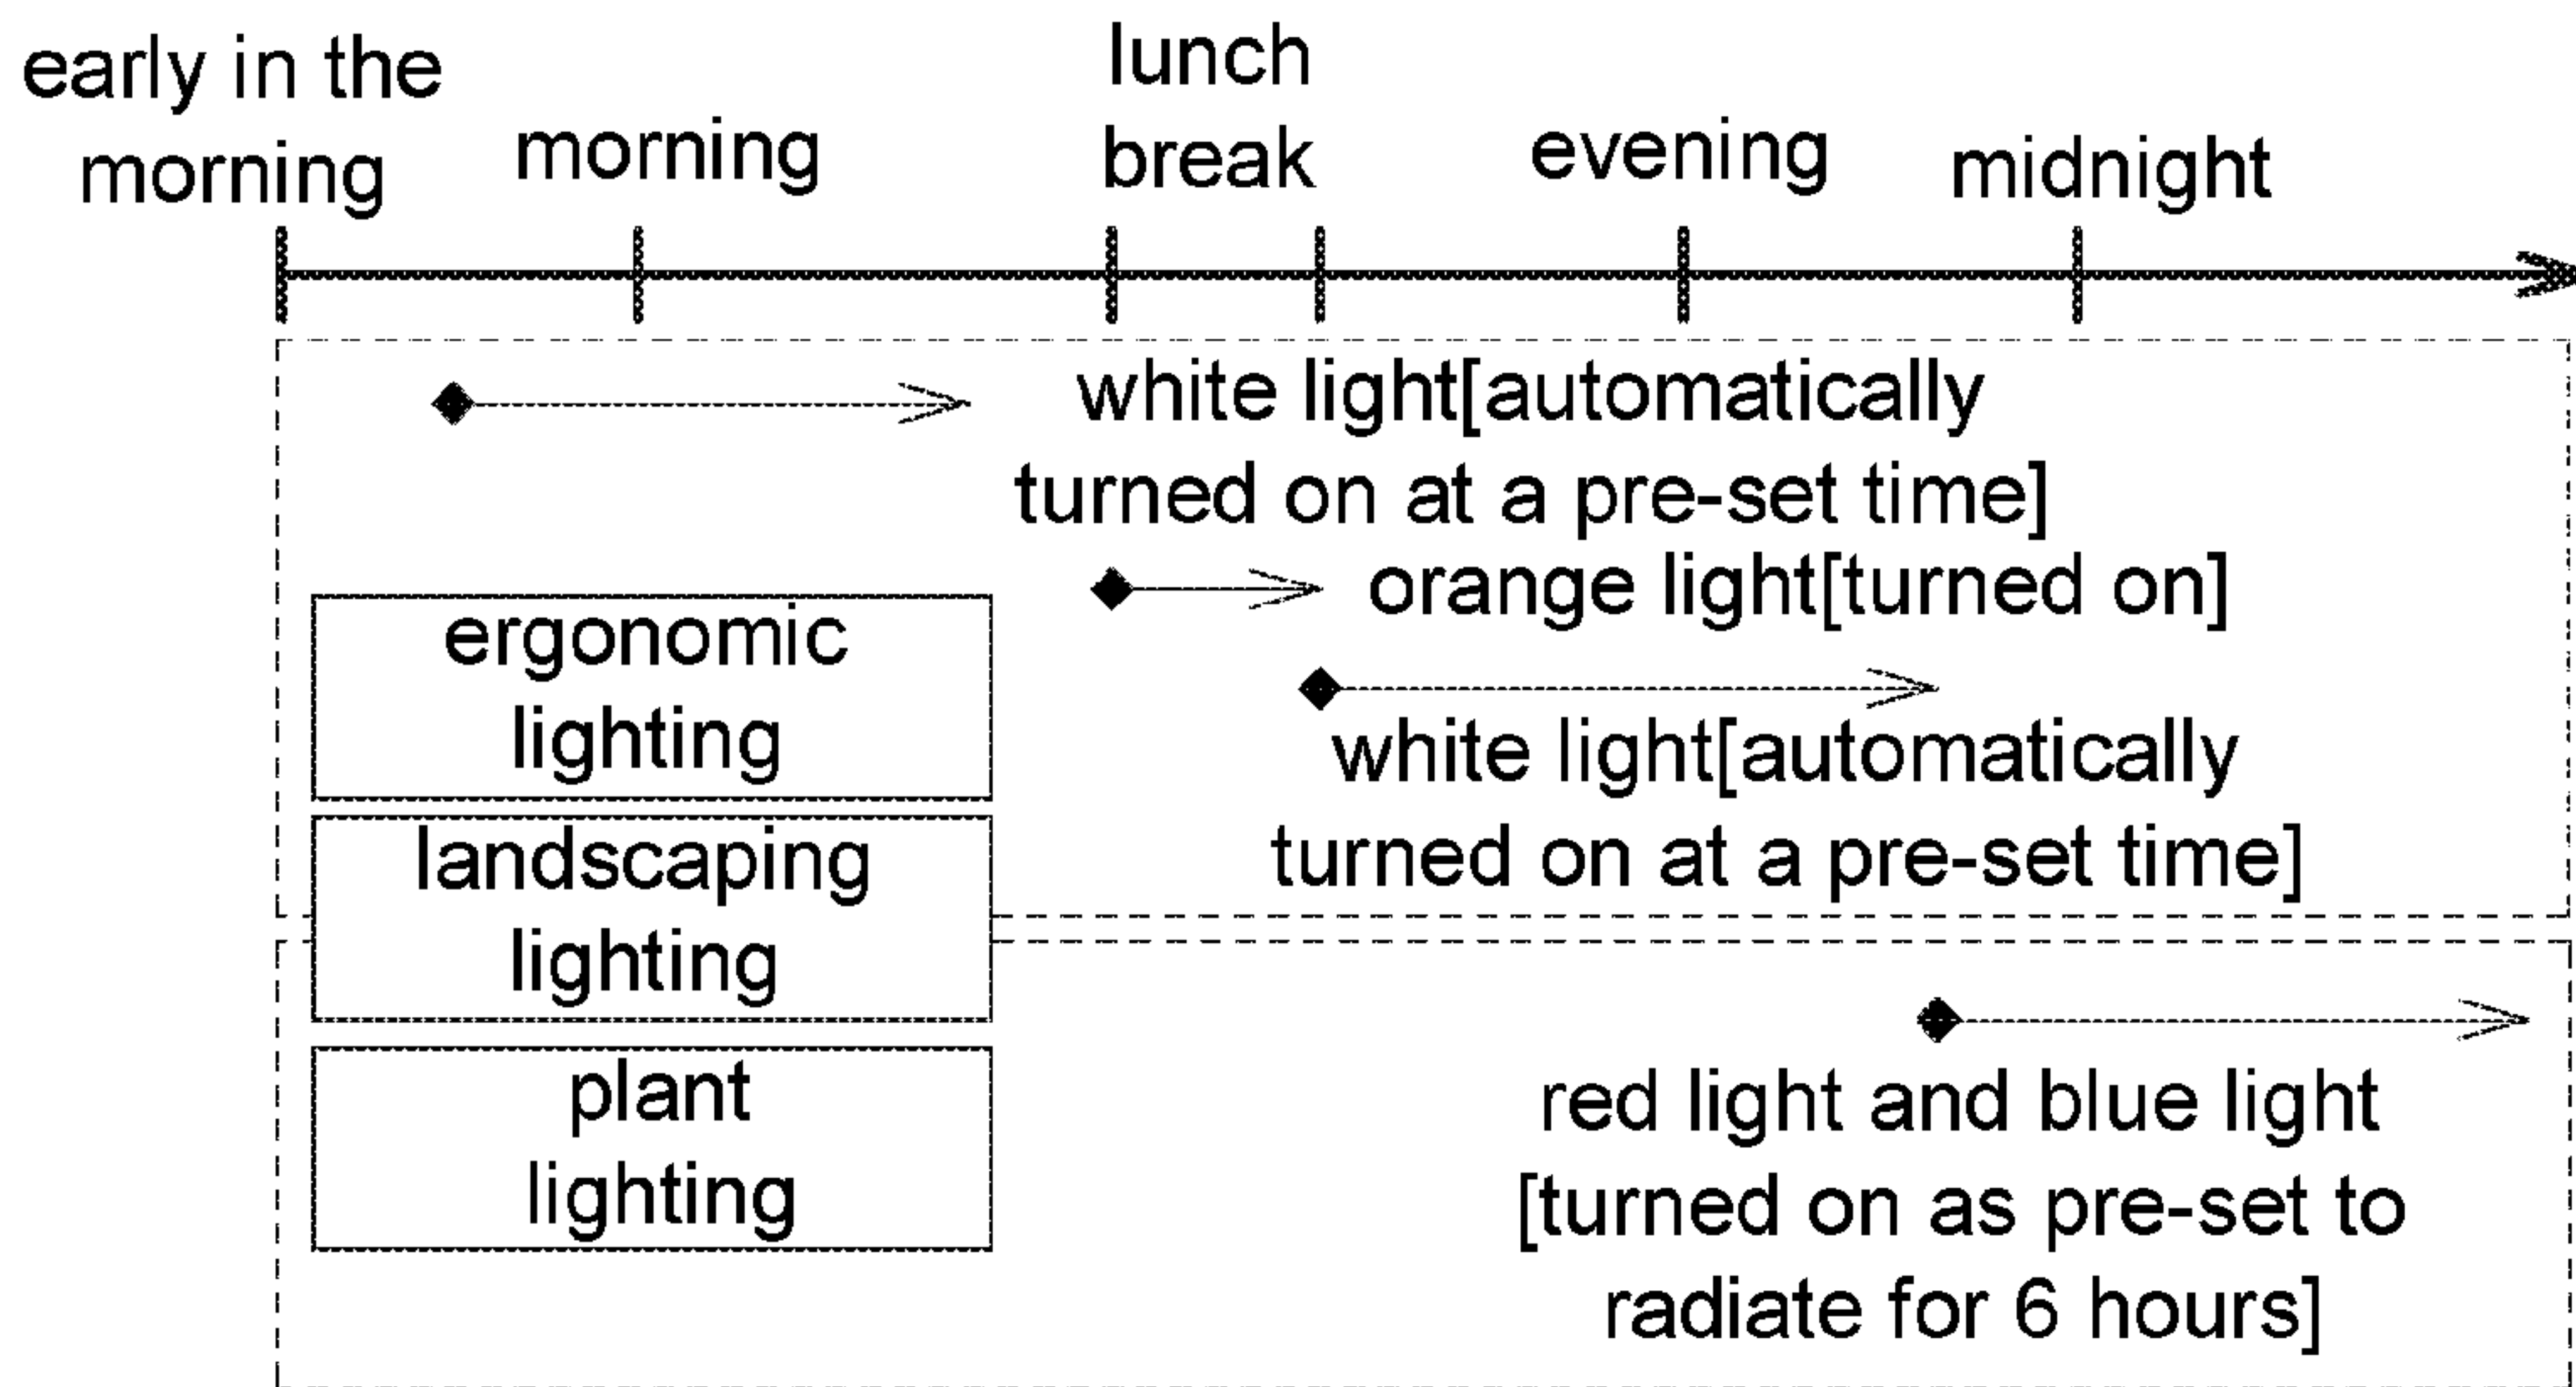 early in the
morning
morning
lunch
break
evening
midnight
white light[automatically
turned on at a pre-set time]
orange light[turned on]
ergonomic
lighting
white light[automatically
turned on at a pre-set time]
landscaping
lighting
red light and blue light
[turned on as pre-set to
radiate for 6 hours]
plant
lighting